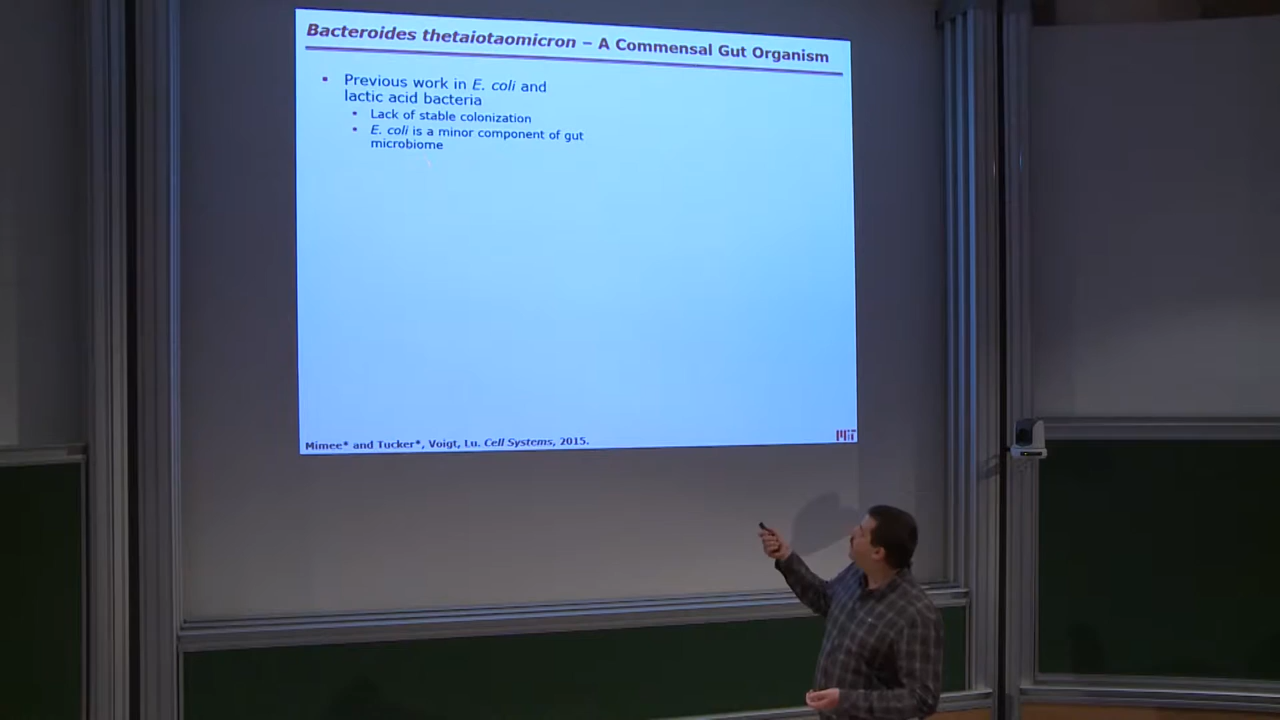 Bacteroides thetaiotaomicron – A Commensal Gut Organism
▪ Previous work in E. coli and
lactic acid bacteria
▪ Lack of stable colonization
▪ E. coli is a minor component of gut
microbiome
Mimee* and Tucker*, Voigt, Lu. Cell Systems, 2015.
MIT